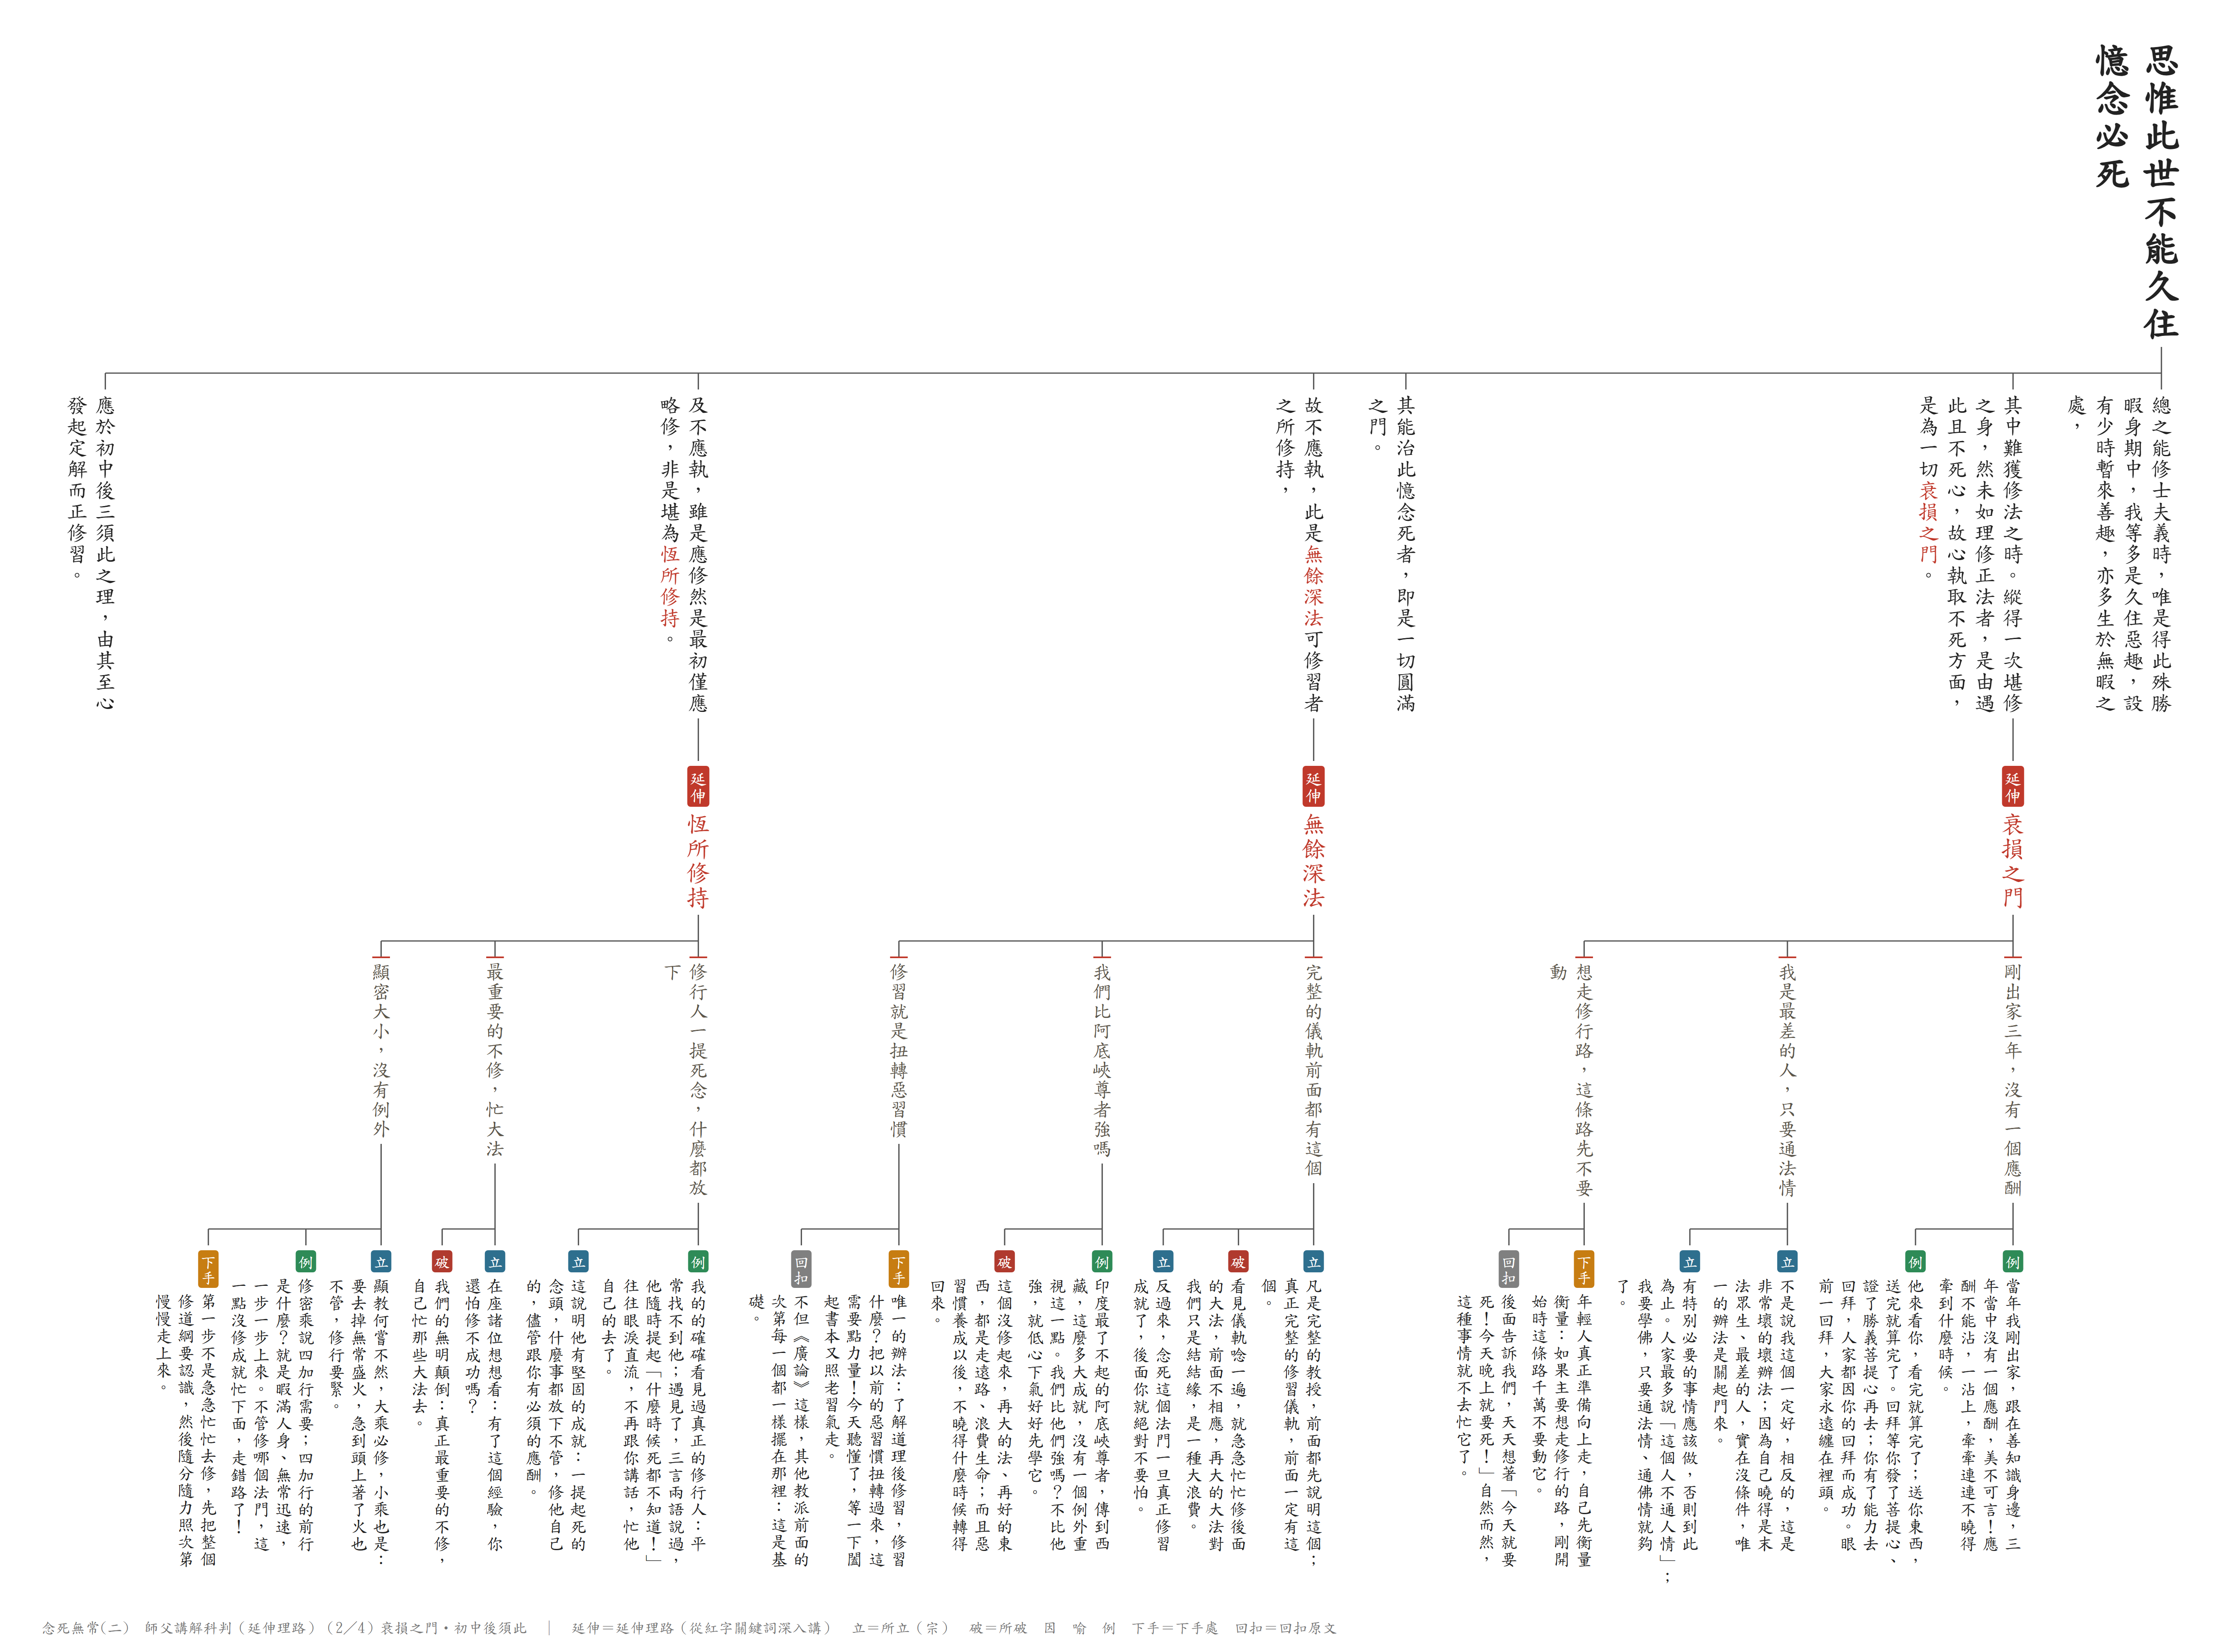 思惟此世不能久住
憶念必死
總之能修士夫義時，唯是得此殊勝
暇身期中，我等多是久住惡趣，設
有少時暫來善趣，亦多生於無暇之
處，
其中難獲修法之時。縱得一次堪修
之身，然未如理修正法者，是由遇
此且不死心，故心執取不死方面，
是為一切衰損之門。
延伸
衰損之門
剛出家三年，沒有一個應酬
例
當年我剛出家，跟在善知識身邊，三
年當中沒有一個應酬，美不可言！應
酬不能沾，一沾上，牽牽連連不曉得
牽到什麼時候。
例
他來看你，看完就算完了；送你東西，
送完就算完了。回拜等你發了菩提心、
證了勝義菩提心再去；你有了能力去
回拜，人家都因你的回拜而成功。眼
前一回拜，大家永遠纏在裡頭。
我是最差的人，只要通法情
立
不是說我這個一定好，相反的，這是
非常壞的壞辦法；因為自己曉得是末
法眾生、最差的人，實在沒條件，唯
一的辦法是關起門來。
立
有特別必要的事情應該做，否則到此
為止。人家最多說「這個人不通人情」；
我要學佛，只要通法情、通佛情就夠
了。
想走修行路，這條路先不要
動
下手
年輕人真正準備向上走，自己先衡量
衡量：如果主要想走修行的路，剛開
始時這條路千萬不要動它。
回扣
後面告訴我們，天天想著「今天就要
死！今天晚上就要死！」自然而然，
這種事情就不去忙它了。
其能治此憶念死者，即是一切圓滿
之門。
故不應執，此是無餘深法可修習者
之所修持，
延伸
無餘深法
完整的儀軌前面都有這個
立
凡是完整的教授，前面都先說明這個；
真正完整的修習儀軌，前面一定有這
個。
破
看見儀軌唸一遍，就急急忙忙修後面
的大法，前面不相應，再大的大法對
我們只是結結緣，是一種大浪費。
立
反過來，念死這個法門一旦真正修習
成就了，後面你就絕對不要怕。
我們比阿底峽尊者強嗎
例
印度最了不起的阿底峽尊者，傳到西
藏，這麼多大成就，沒有一個例外重
視這一點。我們比他們強嗎？不比他
強，就低心下氣好好先學它。
破
這個沒修起來，再大的法、再好的東
西，都是走遠路、浪費生命；而且惡
習慣養成以後，不曉得什麼時候轉得
回來。
修習就是扭轉惡習慣
下手
唯一的辦法：了解道理後修習，修習
什麼？把以前的惡習慣扭轉過來，這
需要點力量！今天聽懂了，等一下闔
起書本又照老習氣走。
回扣
不但《廣論》這樣，其他教派前面的
次第每一個都一樣擺在那裡：這是基
礎。
及不應執，雖是應修然是最初僅應
略修，非是堪為恆所修持。
延伸
恆所修持
修行人一提死念，什麼都放
下
例
我的的確確看見過真正的修行人：平
常找不到他；遇見了，三言兩語說過，
他隨時提起「什麼時候死都不知道！」
往往眼淚直流，不再跟你講話，忙他
自己的去了。
立
這說明他有堅固的成就：一提起死的
念頭，什麼事都放下不管，修他自己
的，儘管跟你有必須的應酬。
最重要的不修，忙大法
立
在座諸位想想看：有了這個經驗，你
還怕修不成功嗎？
破
我們的無明顛倒：真正最重要的不修，
自己忙那些大法去。
顯密大小，沒有例外
立
顯教何嘗不然，大乘必修，小乘也是：
要去掉無常盛火，急到頭上著了火也
不管，修行要緊。
例
修密乘說四加行需要；四加行的前行
是什麼？就是暇滿人身、無常迅速，
一步一步上來。不管修哪個法門，這
一點沒修成就忙下面，走錯路了！
下手
第一步不是急急忙忙去修，先把整個
修道綱要認識，然後隨分隨力照次第
慢慢走上來。
應於初中後三須此之理，由其至心
發起定解而正修習。
念死無常(二)　師父講解科判（延伸理路）（2／4）衰損之門・初中後須此　｜　延伸＝延伸理路（從紅字關鍵詞深入講）　立＝所立（宗）　破＝所破　因　喻　例　下手＝下手處　回扣＝回扣原文